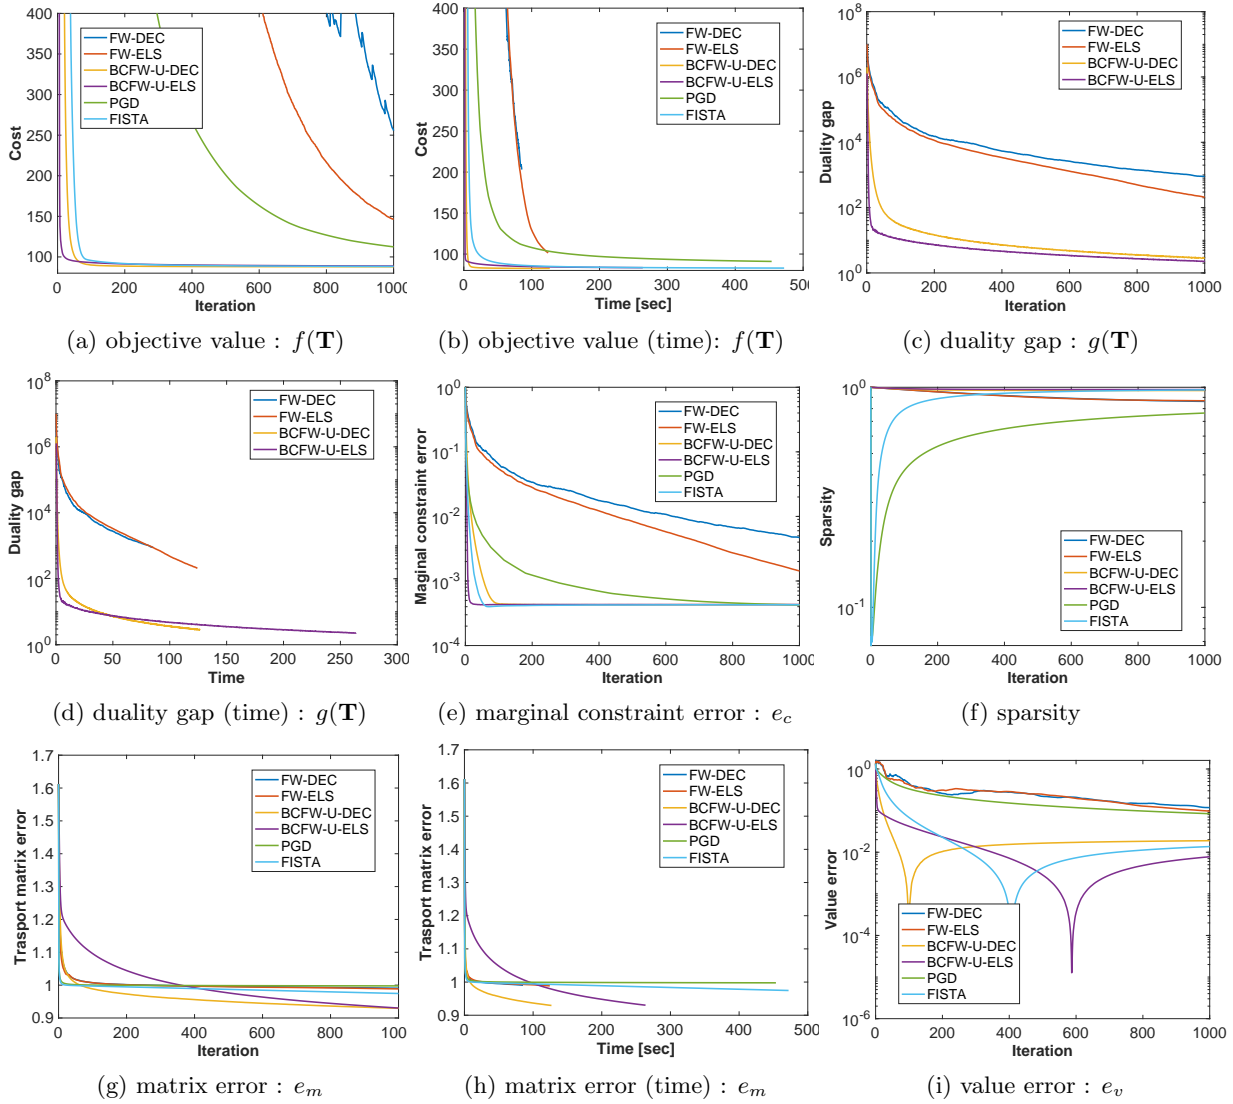 400
350
300
250
200
150
100
Cost
FW-DEC
FW-ELS
BCFW-U-DEC
BCFW-U-ELS
PGD
FISTA
0 200 400 600 800 1000
Iteration
(a) objective value : f(T)
400
350
300
250
200
150
100
Cost
FW-DEC
FW-ELS
BCFW-U-DEC
BCFW-U-ELS
PGD
FISTA
0 100 200 300 400 500
Time [sec]
(b) objective value (time): f(T)
10^8
10^6
10^4
10^2
10^0
Duality gap
FW-DEC
FW-ELS
BCFW-U-DEC
BCFW-U-ELS
0 200 400 600 800 1000
Iteration
(c) duality gap : g(T)
10^8
10^6
10^4
10^2
10^0
Duality gap
FW-DEC
FW-ELS
BCFW-U-DEC
BCFW-U-ELS
0 50 100 150 200 250 300
Time
(d) duality gap (time) : g(T)
10^0
10^-1
10^-2
10^-3
10^-4
Maginal constraint error
FW-DEC
FW-ELS
BCFW-U-DEC
BCFW-U-ELS
PGD
FISTA
0 200 400 600 800 1000
Iteration
(e) marginal constraint error : e_c
10^0
10^-1
Sparsity
FW-DEC
FW-ELS
BCFW-U-DEC
BCFW-U-ELS
PGD
FISTA
0 200 400 600 800 1000
Iteration
(f) sparsity
1.7
1.6
1.5
1.4
1.3
1.2
1.1
1
0.9
Trasport matrix error
FW-DEC
FW-ELS
BCFW-U-DEC
BCFW-U-ELS
PGD
FISTA
0 200 400 600 800 1000
Iteration
(g) matrix error : e_m
1.7
1.6
1.5
1.4
1.3
1.2
1.1
1
0.9
Trasport matrix error
FW-DEC
FW-ELS
BCFW-U-DEC
BCFW-U-ELS
PGD
FISTA
0 100 200 300 400 500
Time [sec]
(h) matrix error (time) : e_m
10^0
10^-2
10^-4
10^-6
Value error
FW-DEC
FW-ELS
BCFW-U-DEC
BCFW-U-ELS
PGD
FISTA
0 200 400 600 800 1000
Iteration
(i) value error : e_v